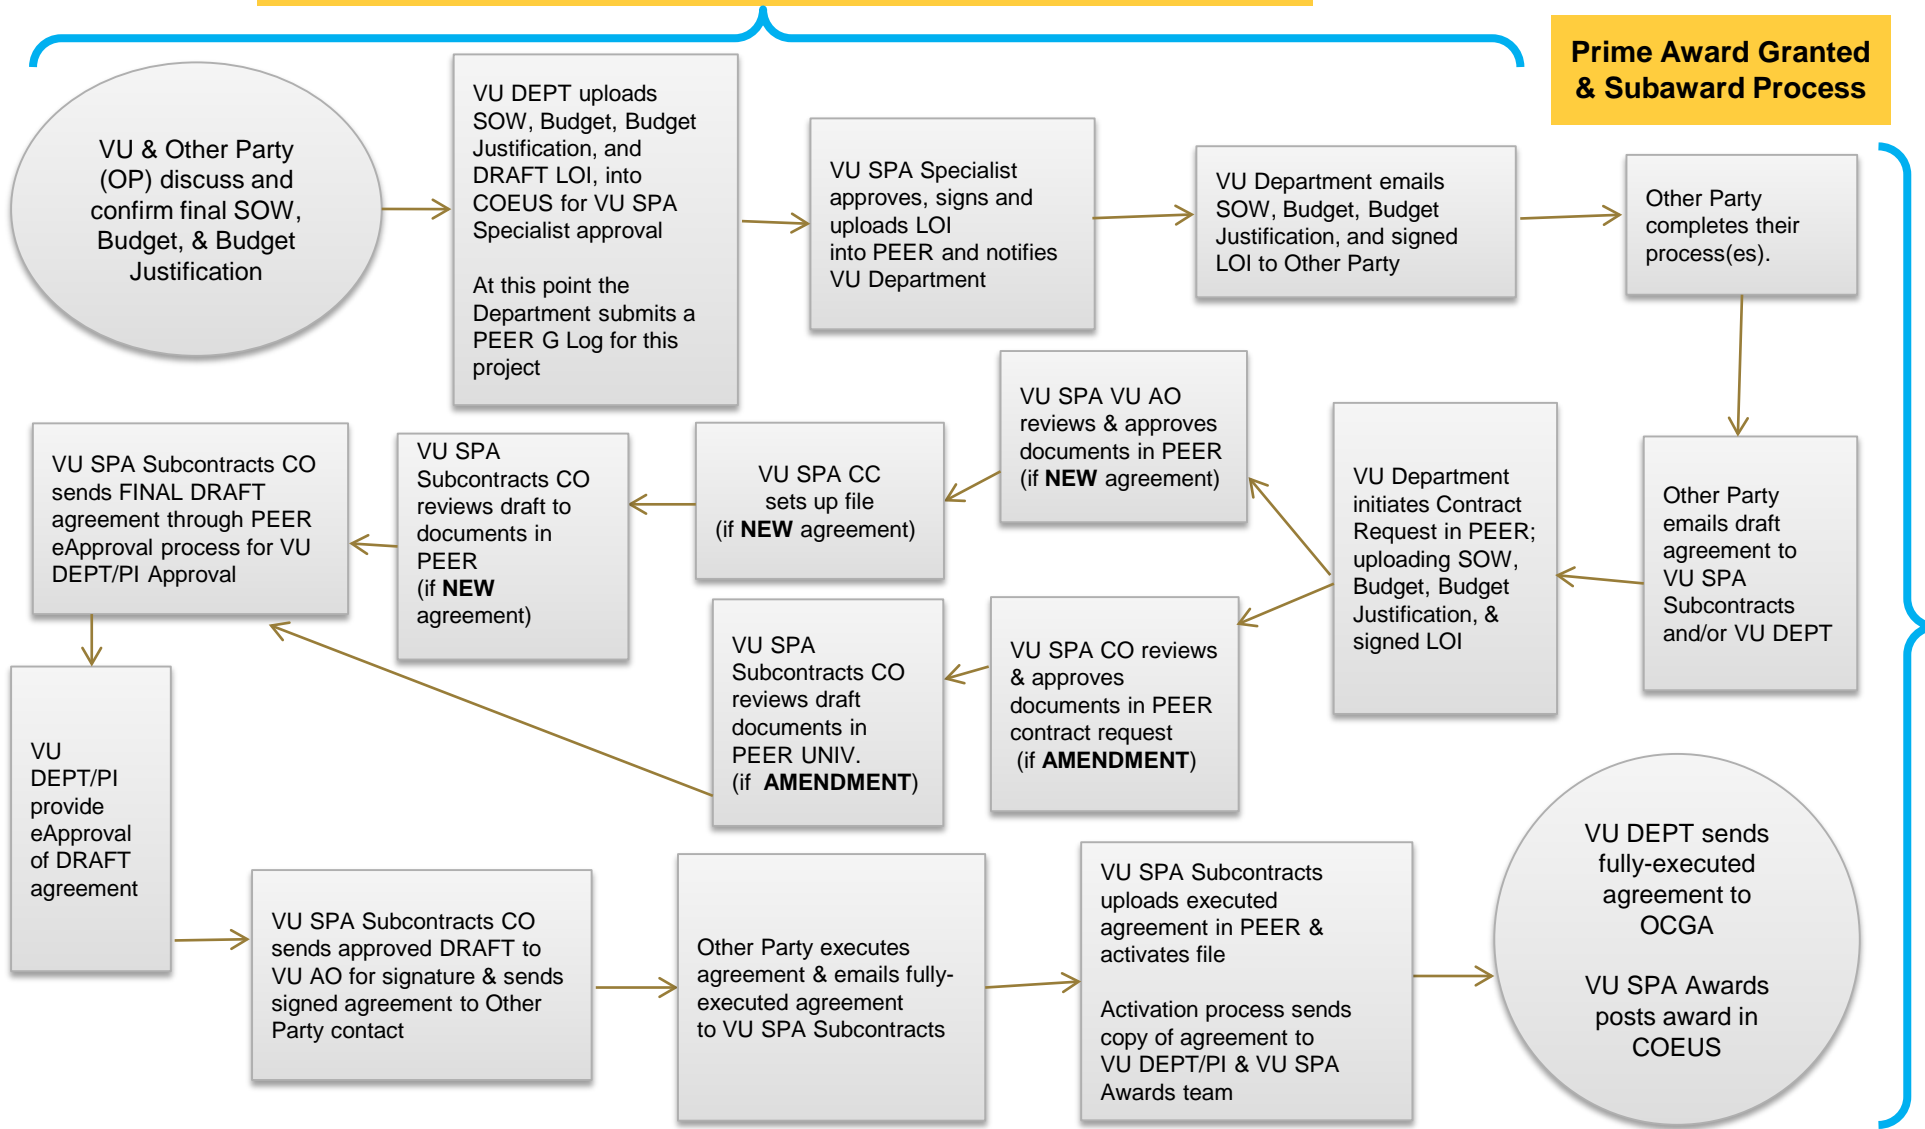 Prime Award Granted
& Subaward Process
VU & Other Party
(OP) discuss and
confirm final SOW,
Budget, & Budget
Justification
VU DEPT uploads
SOW, Budget, Budget
Justification, and
DRAFT LOI, into
COEUS for VU SPA
Specialist approval
At this point the
Department submits a
PEER G Log for this
project
VU SPA Specialist
approves, signs and
uploads LOI
into PEER and notifies
VU Department
VU Department emails
SOW, Budget, Budget
Justification, and signed
LOI to Other Party
Other Party
completes their
process(es).
Other Party
emails draft
agreement to
VU SPA
Subcontracts
and/or VU DEPT
VU Department
initiates Contract
Request in PEER;
uploading SOW,
Budget, Budget
Justification, &
signed LOI
VU SPA VU AO
reviews & approves
documents in PEER
(if NEW agreement)
VU SPA CC
sets up file
(if NEW agreement)
VU SPA
Subcontracts CO
reviews draft to
documents in
PEER
(if NEW
agreement)
VU SPA Subcontracts CO
sends FINAL DRAFT
agreement through PEER
eApproval process for VU
DEPT/PI Approval
VU SPA CO reviews
& approves
documents in PEER
contract request
(if AMENDMENT)
VU SPA
Subcontracts CO
reviews draft
documents in
PEER UNIV.
(if AMENDMENT)
VU
DEPT/PI
provide
eApproval
of DRAFT
agreement
VU SPA Subcontracts CO
sends approved DRAFT to
VU AO for signature & sends
signed agreement to Other
Party contact
Other Party executes
agreement & emails fully-
executed agreement
to VU SPA Subcontracts
VU SPA Subcontracts
uploads executed
agreement in PEER &
activates file
Activation process sends
copy of agreement to
VU DEPT/PI & VU SPA
Awards team
VU DEPT sends
fully-executed
agreement to
OCGA
VU SPA Awards
posts award in
COEUS